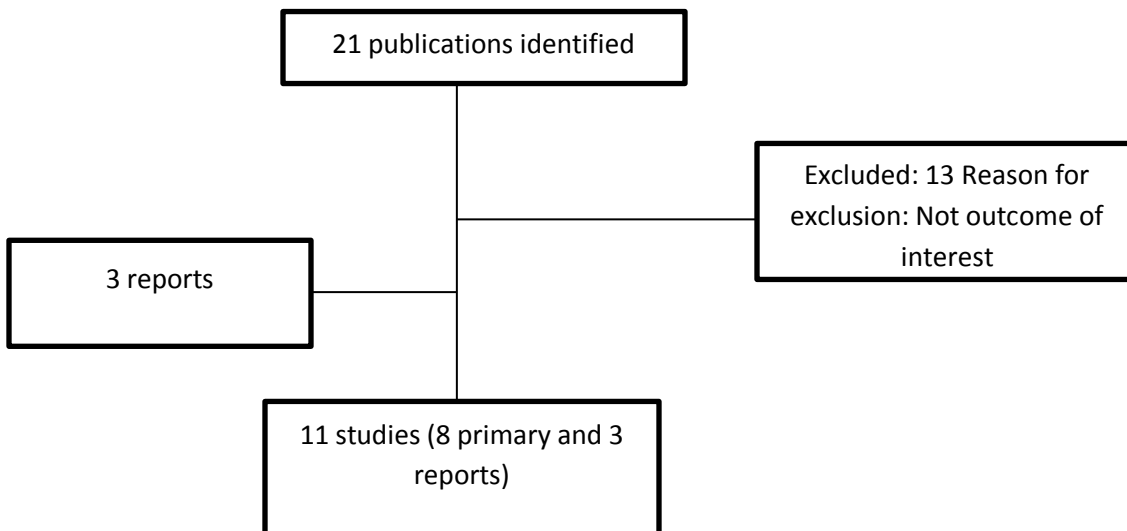 21 publications identified
Excluded: 13 Reason for
exclusion: Not outcome of
interest
3 reports
11 studies (8 primary and 3
reports)